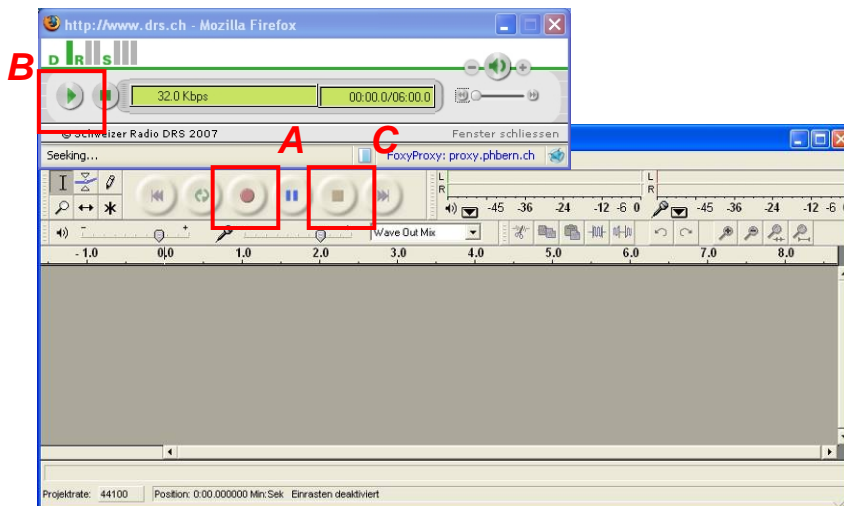 http://www.drs.ch - Mozilla Firefox
DRS
B
32.0 Kbps 00:00.0/06:00.0
© Schweizer Radio DRS 2007 Fenster schliessen
A C
Seeking... FoxyProxy: proxy.phbern.ch
L L
R R
-45 -36 -24 -12 -6 0 -45 -36 -24 -12 -6
Wave Out Mix
- 1.0 0,0 1.0 2.0 3.0 4.0 5.0 6.0 7.0 8.0
Projektrate: 44100 Position: 0:00.000000 Min:Sek Einrasten deaktiviert